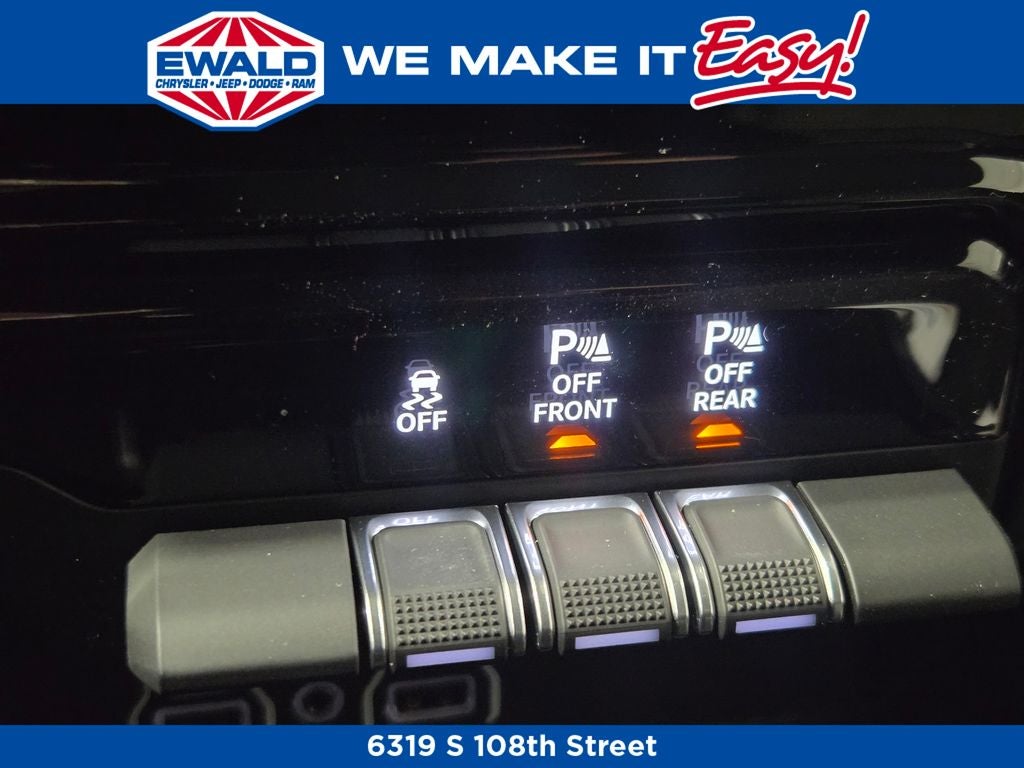 EWALD
CHRYSLER • JEEP • DODGE • RAM
WE MAKE IT Easy!
P
OFF
FRONT
P
OFF
REAR
OFF
6319 S 108th Street